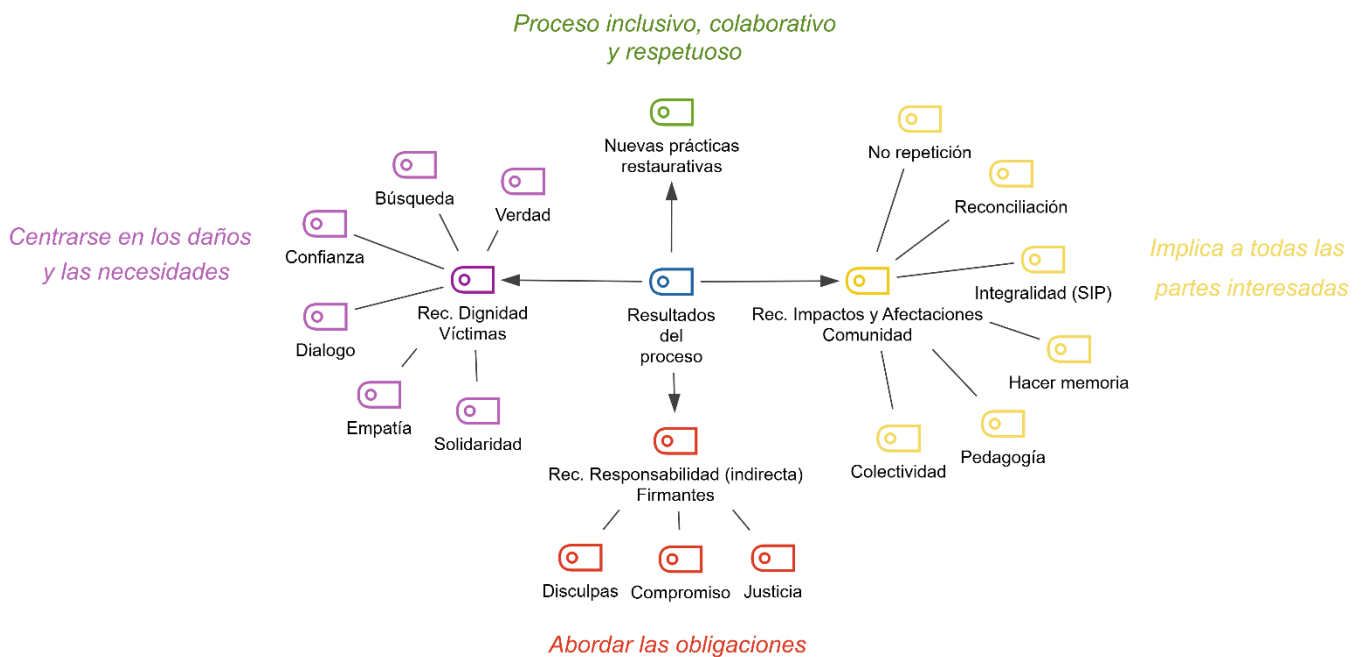 Proceso inclusivo, colaborativo
y respetuoso
Nuevas prácticas
restaurativas
No repetición
Búsqueda
Verdad
Reconciliación
Centrarse en los daños
y las necesidades
Confianza
Implica a todas las
partes interesadas
Integralidad (SIP)
Rec. Dignidad
Víctimas
Resultados
del
proceso
Rec. Impactos y Afectaciones
Comunidad
Dialogo
Hacer memoria
Empatía
Solidaridad
Colectividad
Pedagogía
Rec. Responsabilidad (indirecta)
Firmantes
Disculpas
Compromiso
Justicia
Abordar las obligaciones